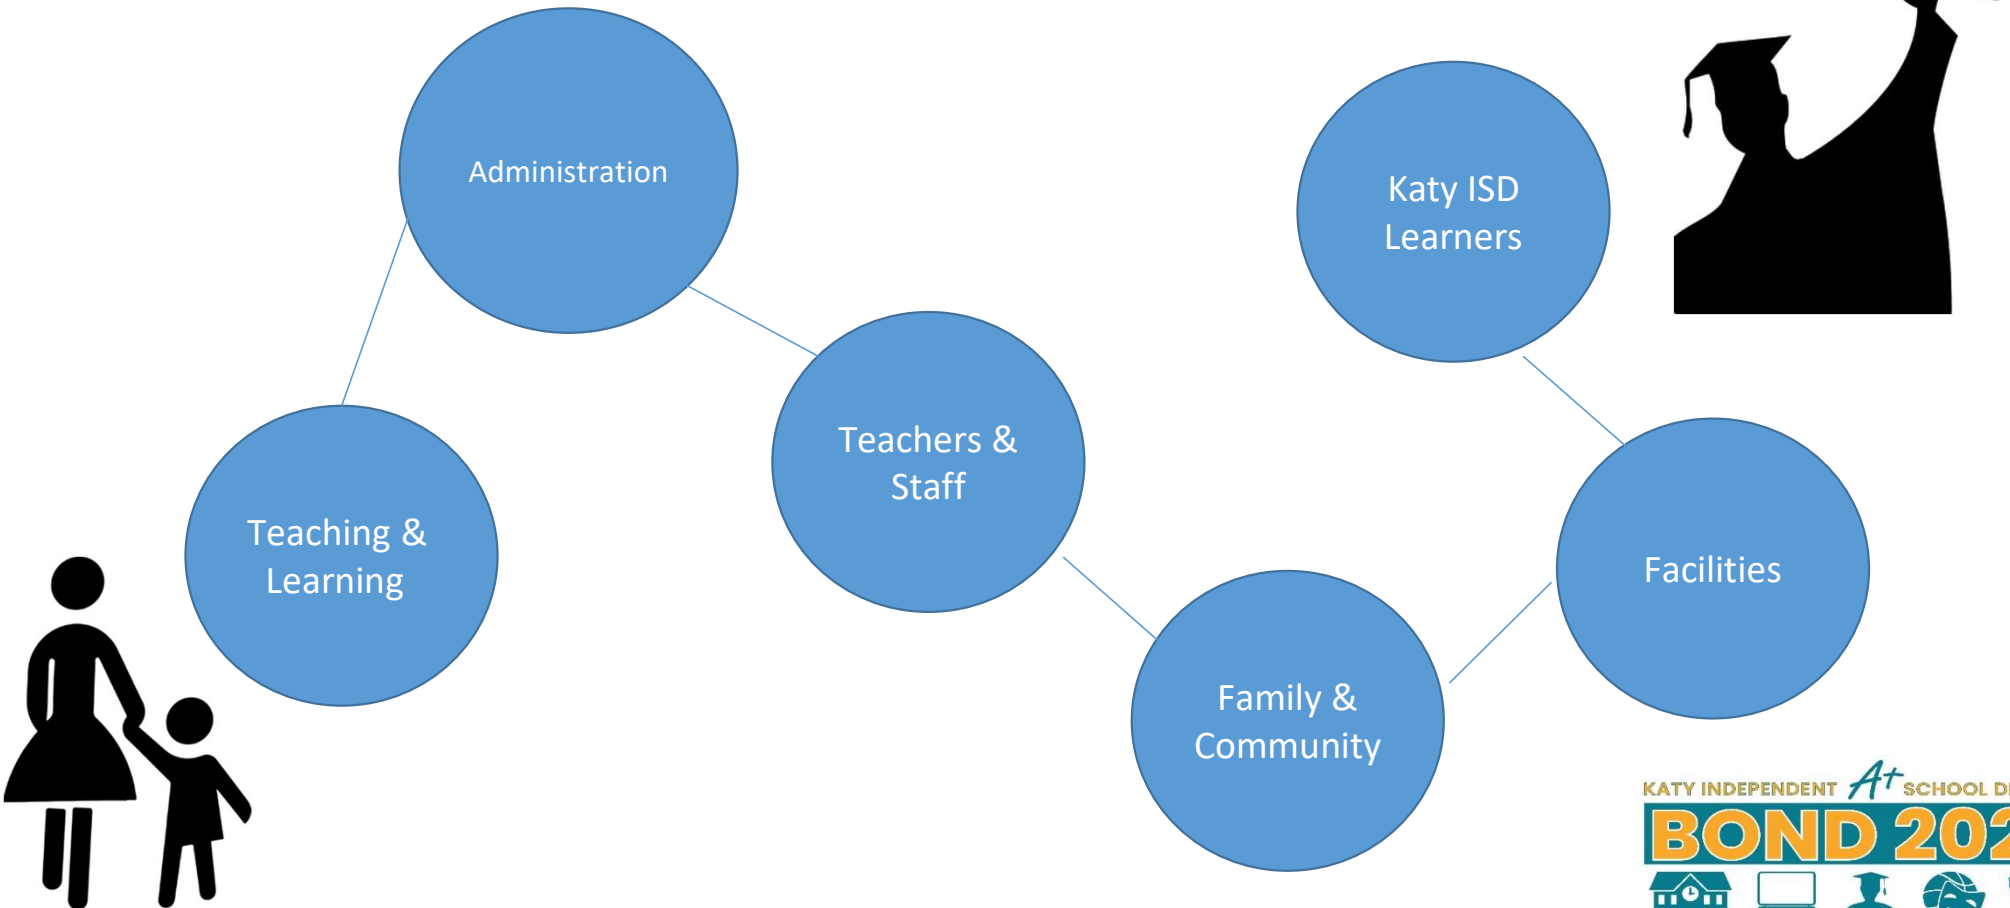 Administration
Katy ISD
Learners
Teachers &
Staff
Teaching &
Learning
Facilities
Family &
Community
KATY INDEPENDENT A+ SCHOOL
BOND